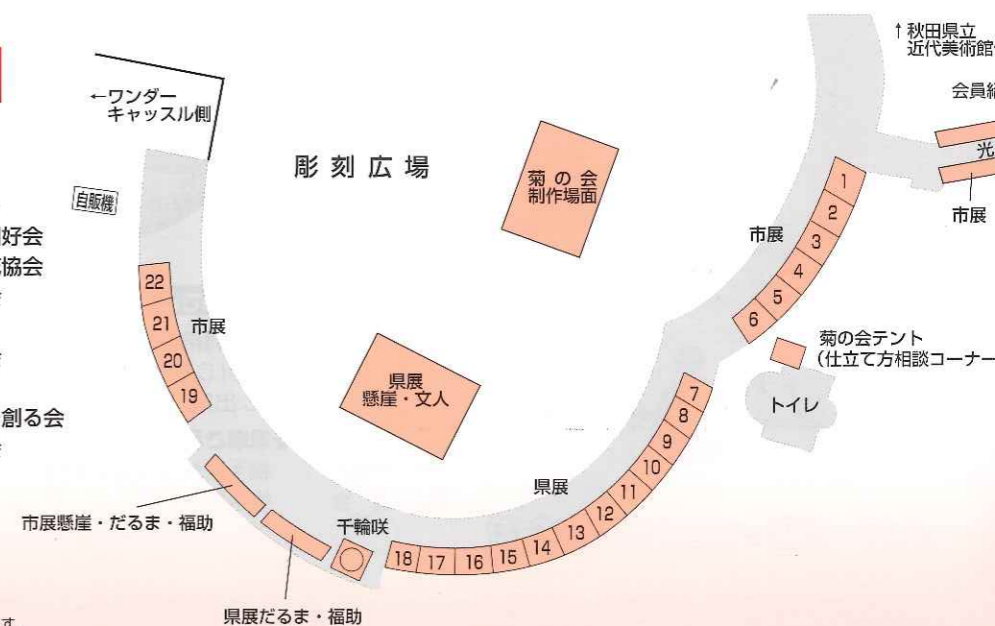 ↑秋田県立
近代美術館
会員
←ワンダー
キャッスル側
彫刻広場
菊の会
制作場面
光
市展
自販機
好会
協会
市展
1
2
3
4
5
6
22
21
20
19
市展
県展
懸崖・文人
菊の会テント
(仕立て方相談コーナー
トイレ
7
8
9
10
11
12
13
14
15
16
17
18
県展
創る会
市展懸崖・だるま・福助
千輪咲
県展だるま・福助
す